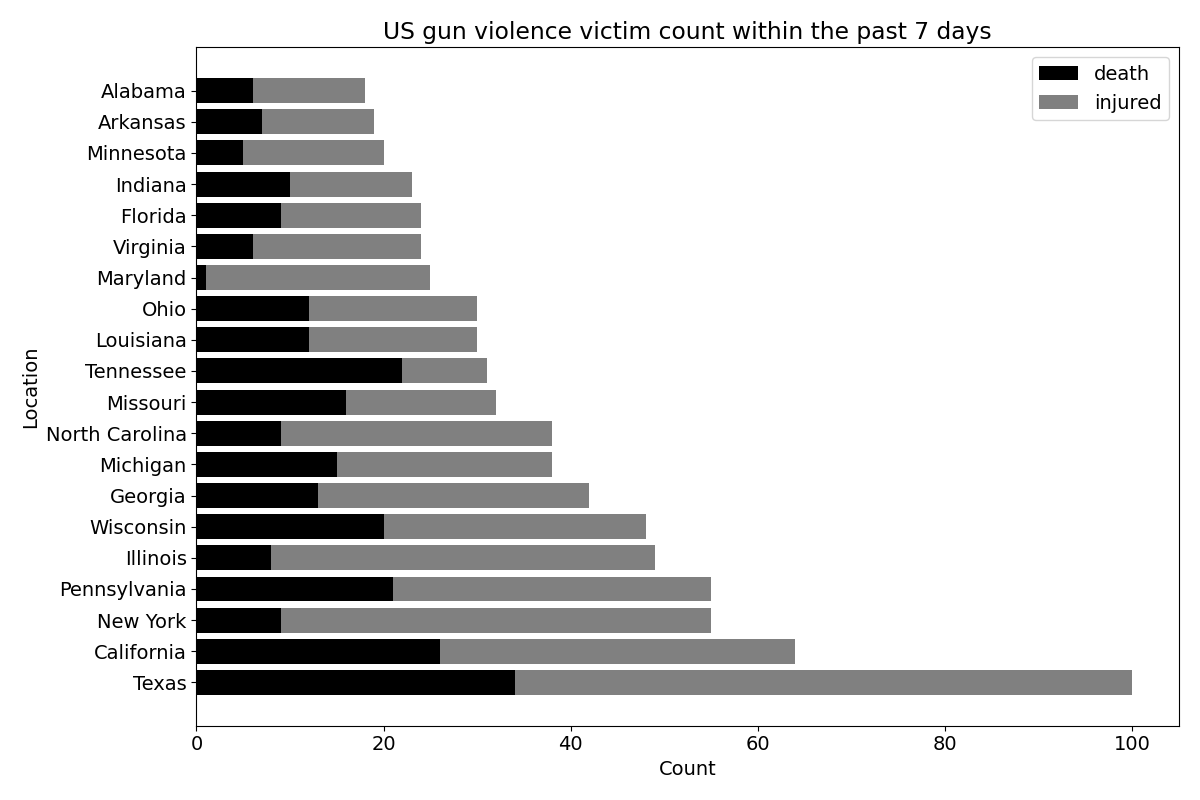 US gun violence victim count within the past 7 days
death
injured
Alabama
Arkansas
Minnesota
Indiana
Florida
Virginia
Maryland
Ohio
Louisiana
Tennessee
Missouri
North Carolina
Michigan
Georgia
Wisconsin
Illinois
Pennsylvania
New York
California
Texas
Location
0 20 40 60 80 100
Count